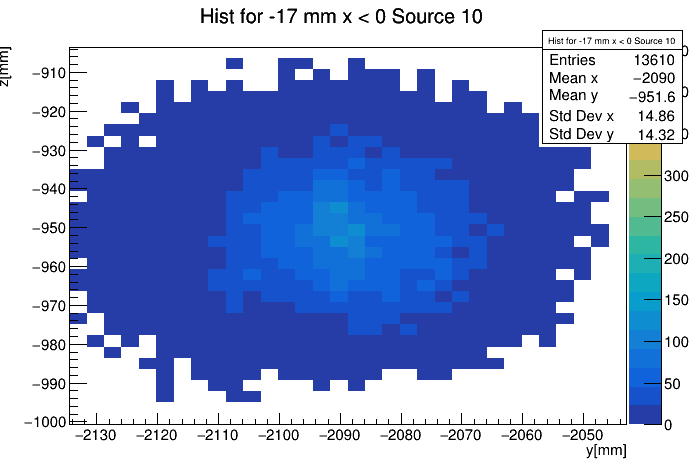 Hist for -17 mm x < 0 Source 10
Hist for -17 mm x < 0 Source 10
Entries 13610
Mean x −2090
Mean y −951.6
Std Dev x 14.86
Std Dev y 14.32
z[mm]
−910
−920
−930
−940
−950
−960
−970
−980
−990
−1000
−2130 −2120 −2110 −2100 −2090 −2080 −2070 −2060 −2050
y[mm]
300
250
200
150
100
50
0